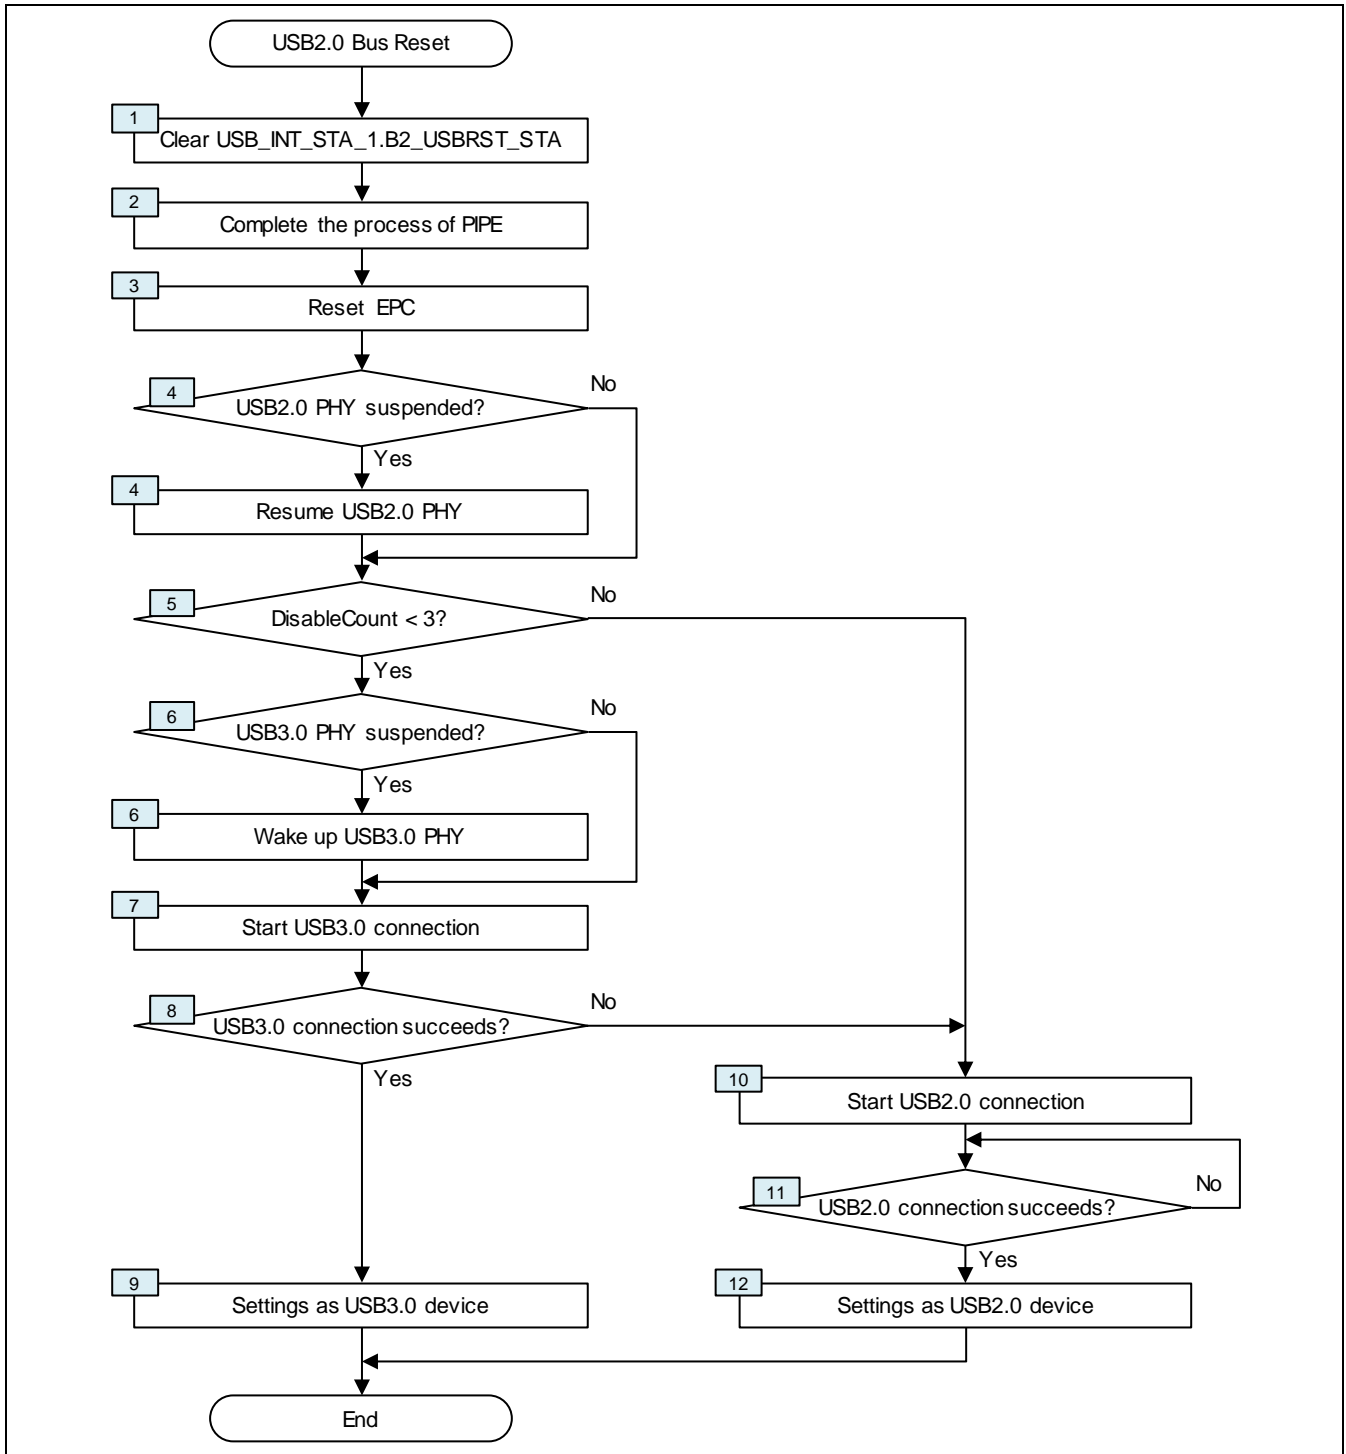 USB2.0 Bus Reset
1
Clear USB_INT_STA_1.B2_USBRST_STA
2
Complete the process of PIPE
3
Reset EPC
4
USB2.0 PHY suspended?
No
Yes
4
Resume USB2.0 PHY
5
DisableCount < 3?
No
Yes
6
USB3.0 PHY suspended?
No
Yes
6
Wake up USB3.0 PHY
7
Start USB3.0 connection
8
USB3.0 connection succeeds?
No
Yes
10
Start USB2.0 connection
11
USB2.0 connection succeeds?
No
Yes
9
Settings as USB3.0 device
12
Settings as USB2.0 device
End